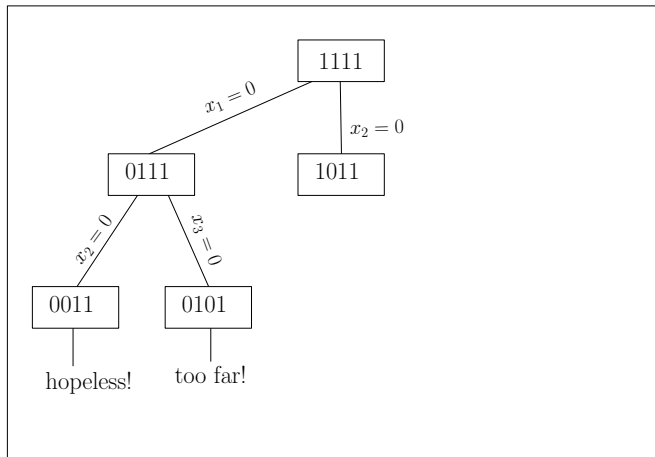 1111
x₁ = 0
x₂ = 0
0111
1011
x₂ = 0
x₃ = 0
0011
0101
hopeless!
too far!